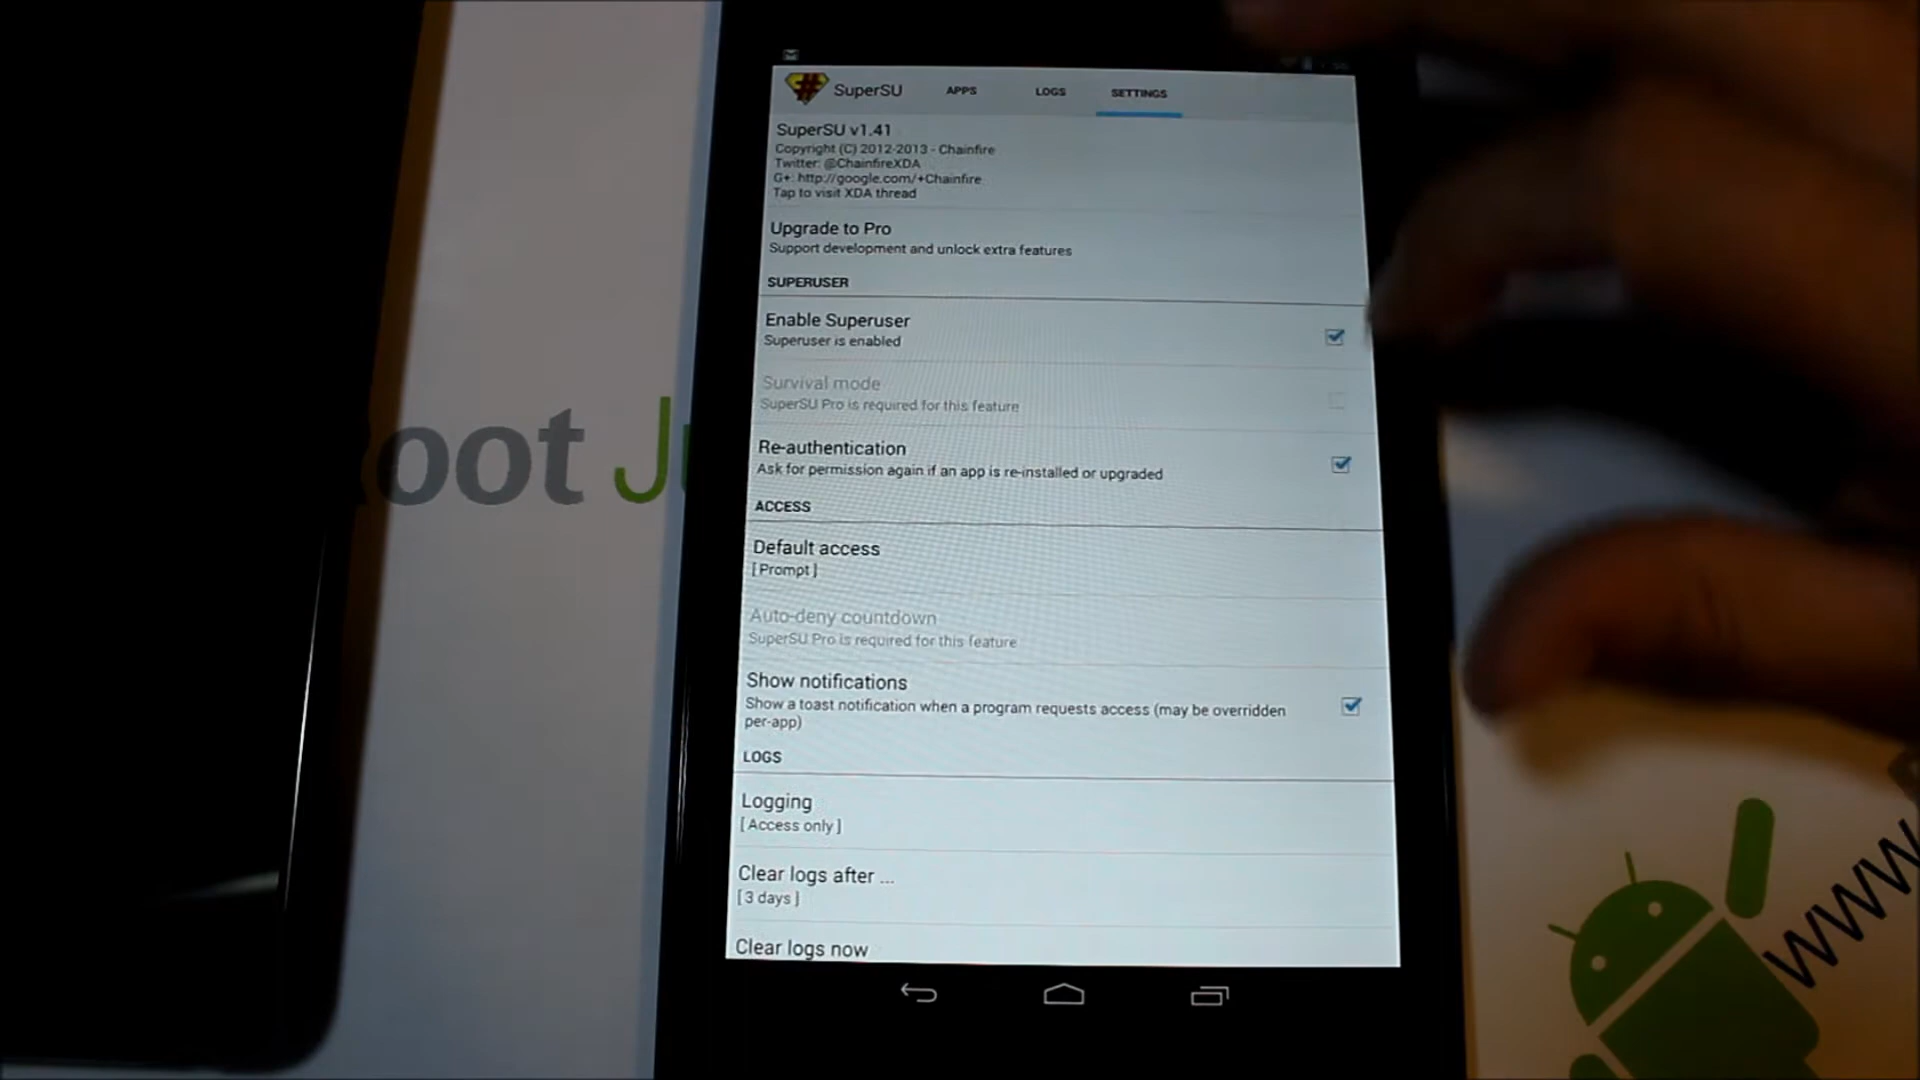 SuperSU APPS LOGS SETTINGS
SuperSU v1.41
Copyright (C) 2012-2013 - Chainfire
Twitter: @ChainfireXDA
G+: http://google.com/+Chainfire
Tap to visit XDA thread
Upgrade to Pro
Support development and unlock extra features
SUPERUSER
Enable Superuser
Superuser is enabled
Survival mode
SuperSU Pro is required for this feature
Re-authentication
Ask for permission again if an app is re-installed or upgraded
ACCESS
Default access
[ Prompt ]
Auto-deny countdown
SuperSU Pro is required for this feature
Show notifications
Show a toast notification when a program requests access (may be overridden
per-app)
LOGS
Logging
[ Access only ]
Clear logs after ...
[ 3 days ]
Clear logs now
oot J
www